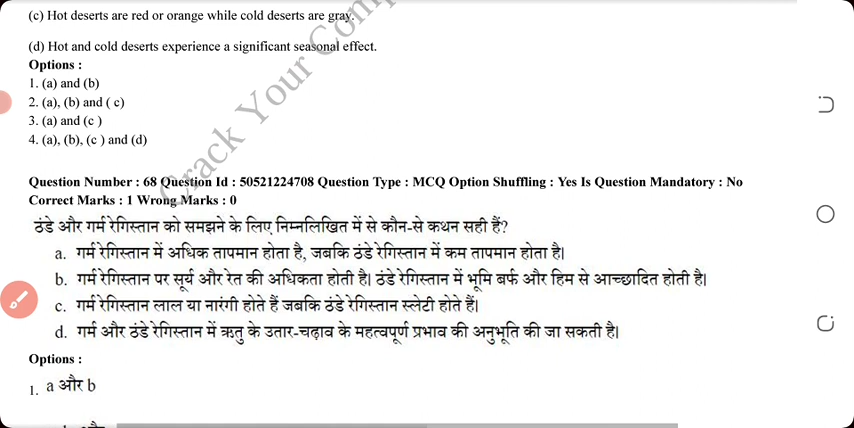 (c) Hot deserts are red or orange while cold deserts are gray.
(d) Hot and cold deserts experience a significant seasonal effect.
Options :
1. (a) and (b)
2. (a), (b) and ( c)
3. (a) and (c )
4. (a), (b), (c ) and (d)
Crack Your Com
Question Number : 68 Question Id : 50521224708 Question Type : MCQ Option Shuffling : Yes Is Question Mandatory : No
Correct Marks : 1 Wrong Marks : 0
ठंडे और गर्म रेगिस्तान को समझने के लिए निम्नलिखित में से कौन-से कथन सही हैं?
a. गर्म रेगिस्तान में अधिक तापमान होता है, जबकि ठंडे रेगिस्तान में कम तापमान होता है।
b. गर्म रेगिस्तान पर सूर्य और रेत की अधिकता होती है। ठंडे रेगिस्तान में भूमि बर्फ और हिम से आच्छादित होती है।
c. गर्म रेगिस्तान लाल या नारंगी होते हैं जबकि ठंडे रेगिस्तान स्लेटी होते हैं।
d. गर्म और ठंडे रेगिस्तान में ऋतु के उतार-चढ़ाव के महत्वपूर्ण प्रभाव की अनुभूति की जा सकती है।
Options :
1. a और b